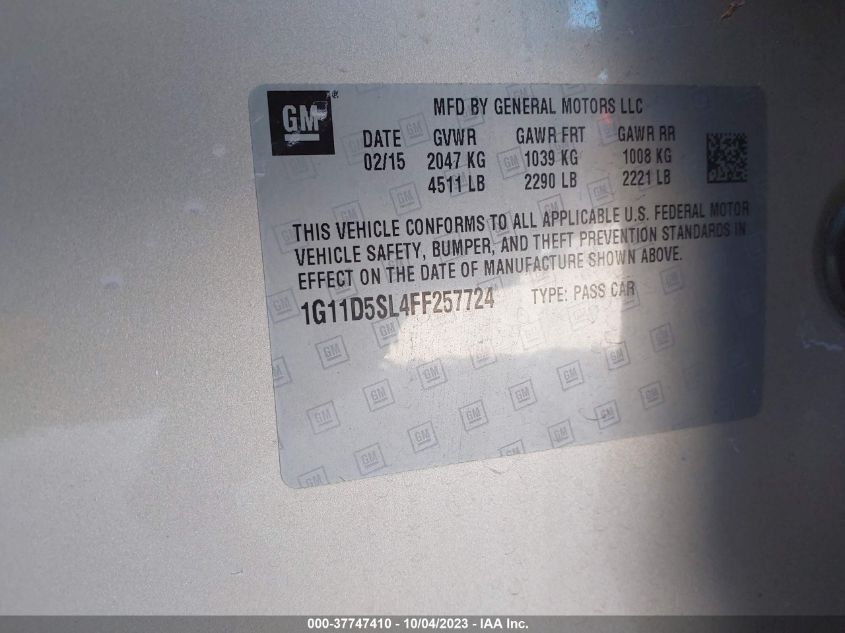 GM ®
MFD BY GENERAL MOTORS LLC
DATE GVWR GAWR FRT GAWR RR
02/15 2047 KG 1039 KG 1008 KG
4511 LB 2290 LB 2221 LB
THIS VEHICLE CONFORMS TO ALL APPLICABLE U.S. FEDERAL MOTOR
VEHICLE SAFETY, BUMPER, AND THEFT PREVENTION STANDARDS IN
EFFECT ON THE DATE OF MANUFACTURE SHOWN ABOVE.
1G11D5SL4FF257724 TYPE: PASS CAR
000-37747410 - 10/04/2023 - IAA Inc.